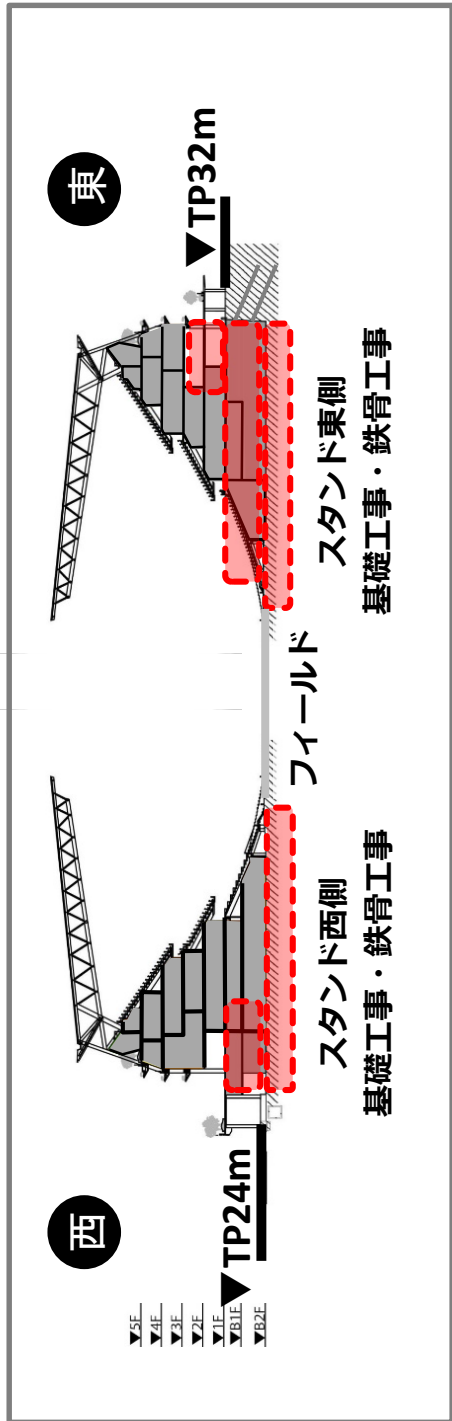 西
東
▼TP32m
▼TP24m
▼5F
▼4F
▼3F
▼2F
▼1F
▼B1F
▼B2F
フィールド
スタンド西側
基礎工事・鉄骨工事
スタンド東側
基礎工事・鉄骨工事